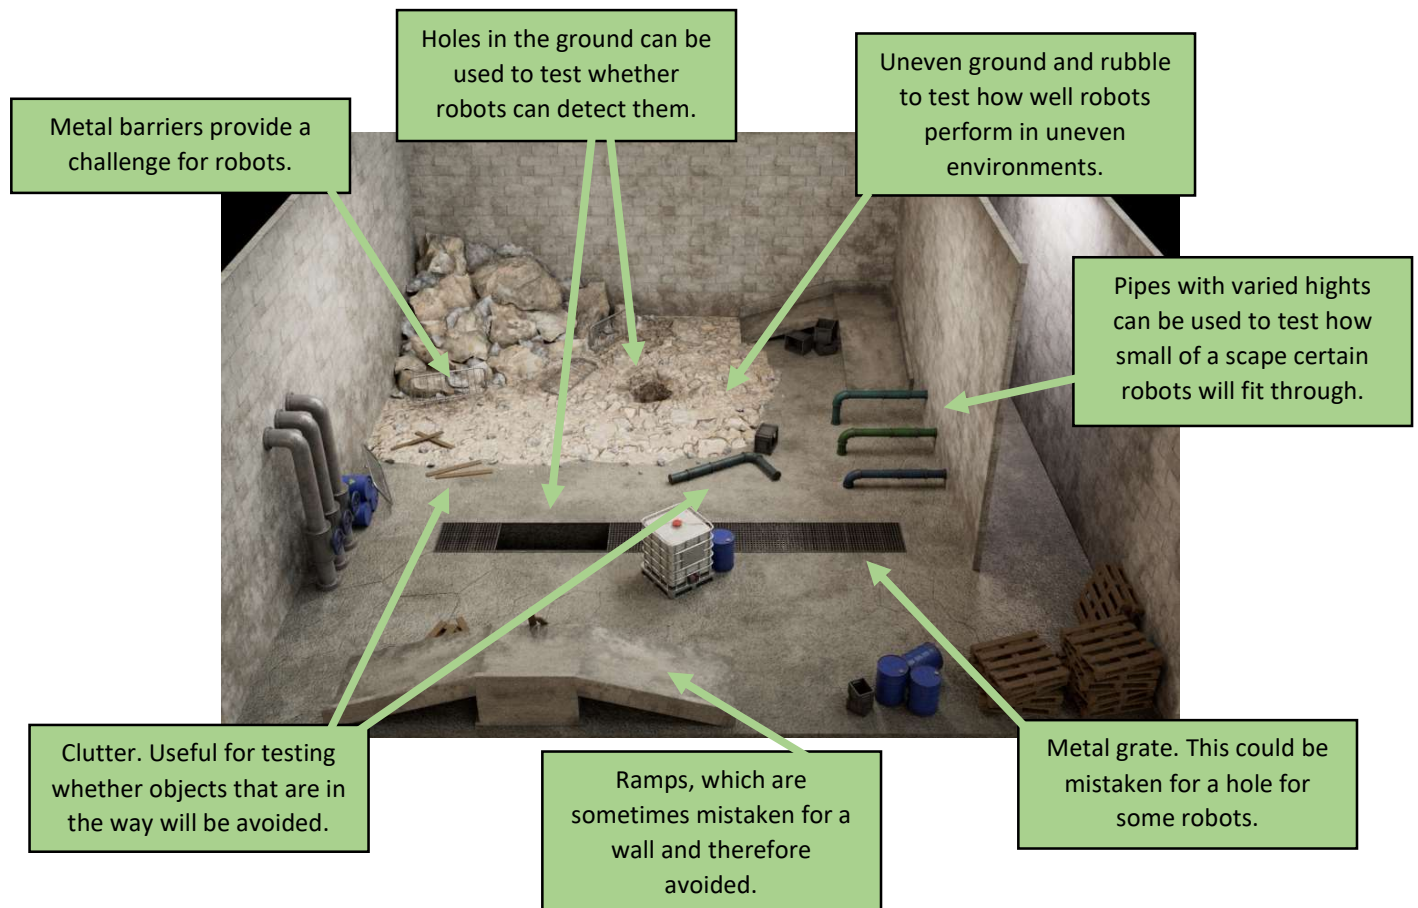 Holes in the ground can be
used to test whether
robots can detect them.
Uneven ground and rubble
to test how well robots
perform in uneven
environments.
Metal barriers provide a
challenge for robots.
Pipes with varied hights
can be used to test how
small of a scape certain
robots will fit through.
Clutter. Useful for testing
whether objects that are in
the way will be avoided.
Ramps, which are
sometimes mistaken for a
wall and therefore
avoided.
Metal grate. This could be
mistaken for a hole for
some robots.